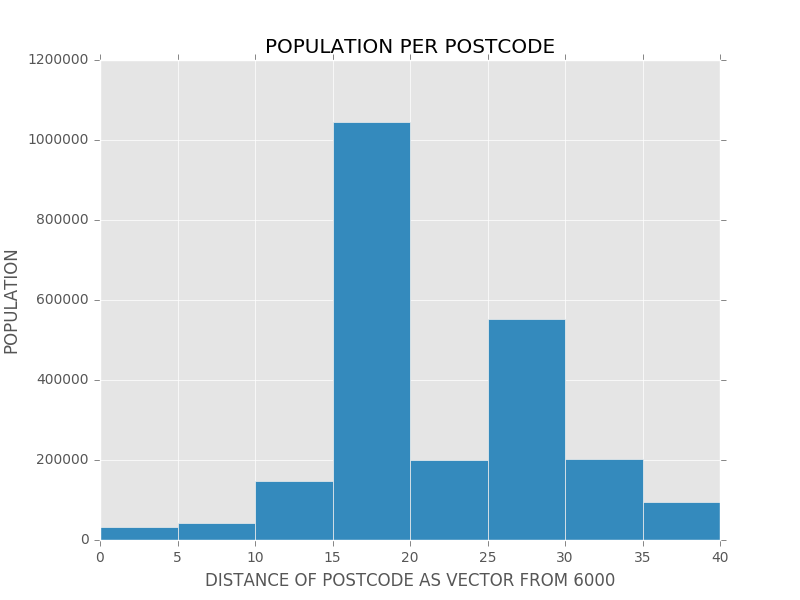 POPULATION PER POSTCODE
1200000
1000000
800000
600000
400000
200000
0
POPULATION
0 5 10 15 20 25 30 35 40
DISTANCE OF POSTCODE AS VECTOR FROM 6000